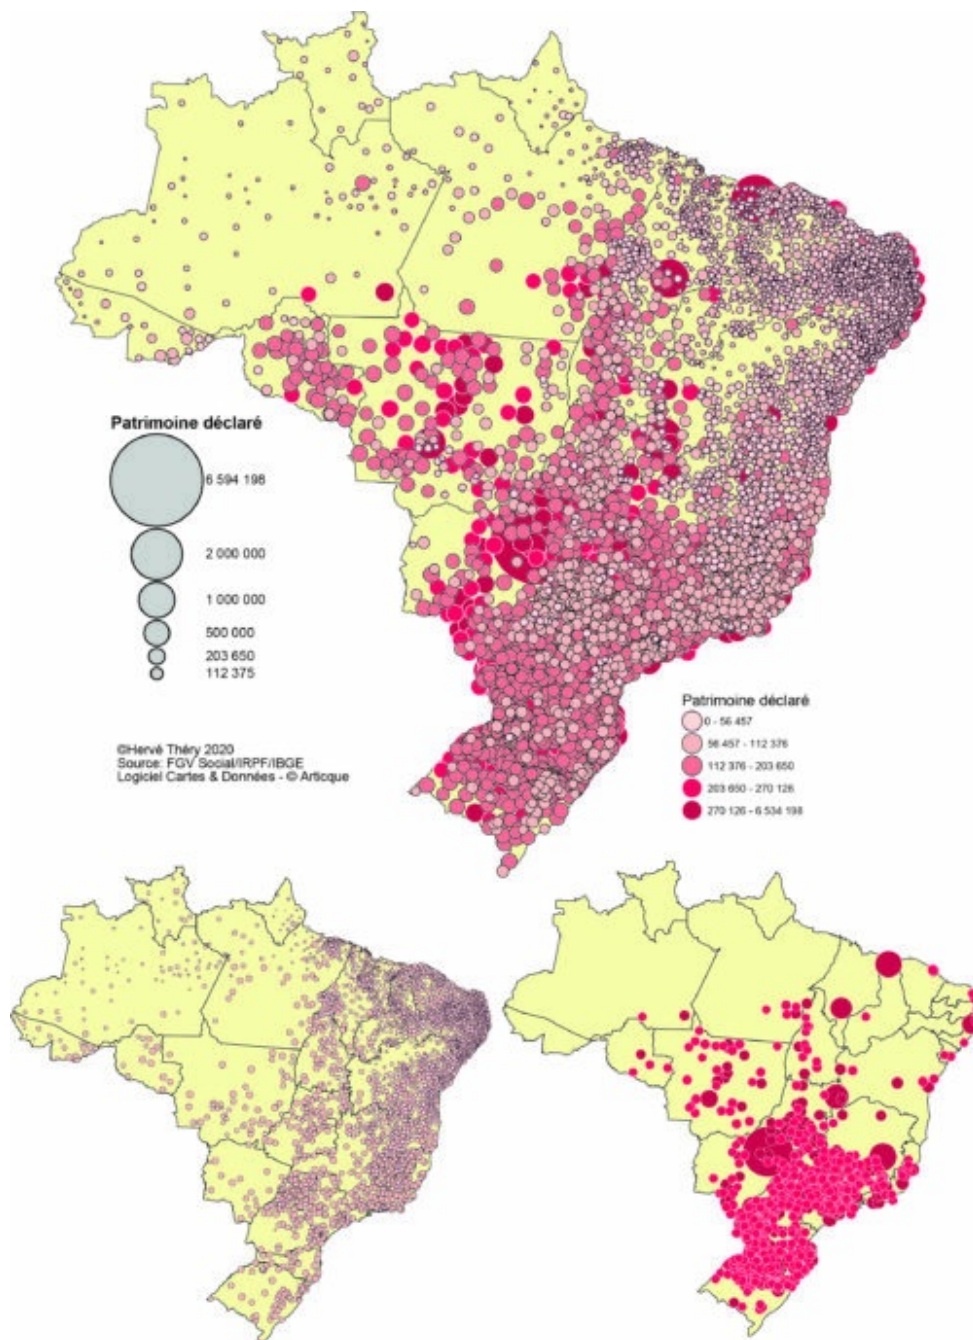 Patrimoine déclaré
6 594 198
2 000 000
1 000 000
500 000
203 650
112 375
©Hervé Théry 2020
Source: FGV Social/IRPF/IBGE
Logiciel Cartes & Données - © Articque
Patrimoine déclaré
0 - 56 457
56 457 - 112 376
112 376 - 203 650
203 650 - 270 126
270 126 - 6 534 198